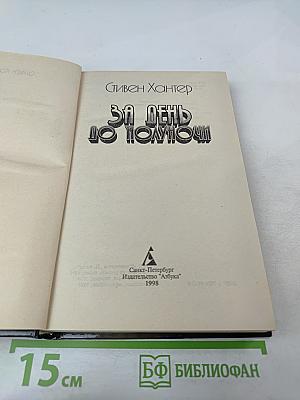 Стивен Хантер
ЗА ДЕНЬ
ДО ПОЛУНОЧИ
Санкт-Петербург
Издательство "Азбука"
1998
15 см
БФ БИБЛИОФАН